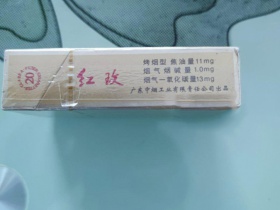 红玫
烤烟型 焦油量11mg
烟气烟碱量1.0mg
烟气一氧化碳量13mg
广东中烟工业有限责任公司出品